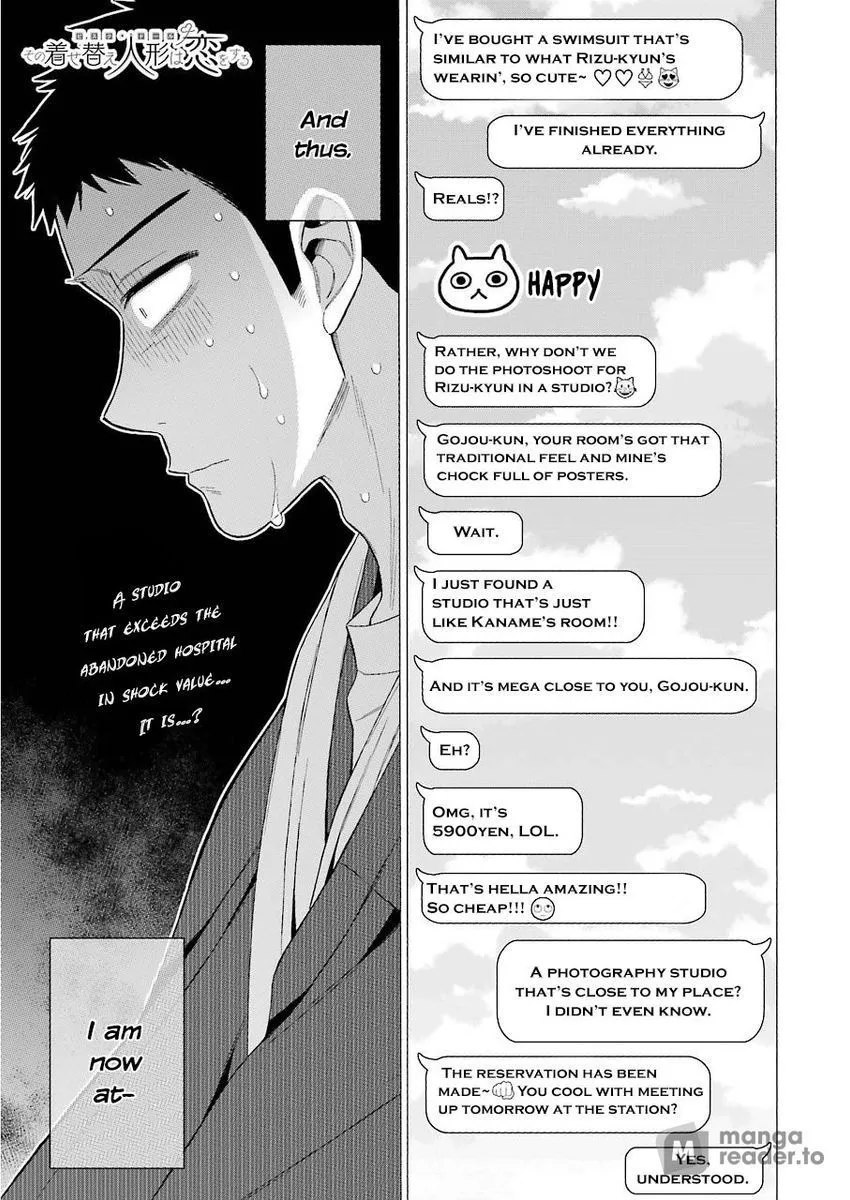 I'VE BOUGHT A SWIMSUIT THAT'S
SIMILAR TO WHAT RIZU-KYUN'S
WEARIN', SO CUTE~ ♡♡👙😻
I'VE FINISHED EVERYTHING
ALREADY.
REALS!?
HAPPY
RATHER, WHY DON'T WE
DO THE PHOTOSHOOT FOR
RIZU-KYUN IN A STUDIO?😺
GOJOU-KUN, YOUR ROOM'S GOT THAT
TRADITIONAL FEEL AND MINE'S
CHOCK FULL OF POSTERS.
WAIT.
I JUST FOUND A
STUDIO THAT'S JUST
LIKE KANAME'S ROOM!!
AND IT'S MEGA CLOSE TO YOU, GOJOU-KUN.
EH?
OMG, IT'S
5900YEN, LOL.
THAT'S HELLA AMAZING!!
SO CHEAP!!! 🙄
A PHOTOGRAPHY STUDIO
THAT'S CLOSE TO MY PLACE?
I DIDN'T EVEN KNOW.
THE RESERVATION HAS BEEN
MADE~👊 YOU COOL WITH MEETING
UP TOMORROW AT THE STATION?
YES,
UNDERSTOOD.
その着せ替え人形は恋をする
And
thus,
A STUDIO
THAT EXCEEDS THE
ABANDONED HOSPITAL
IN SHOCK VALUE...
IT IS...?
I am
now
at-
M manga
reader.to